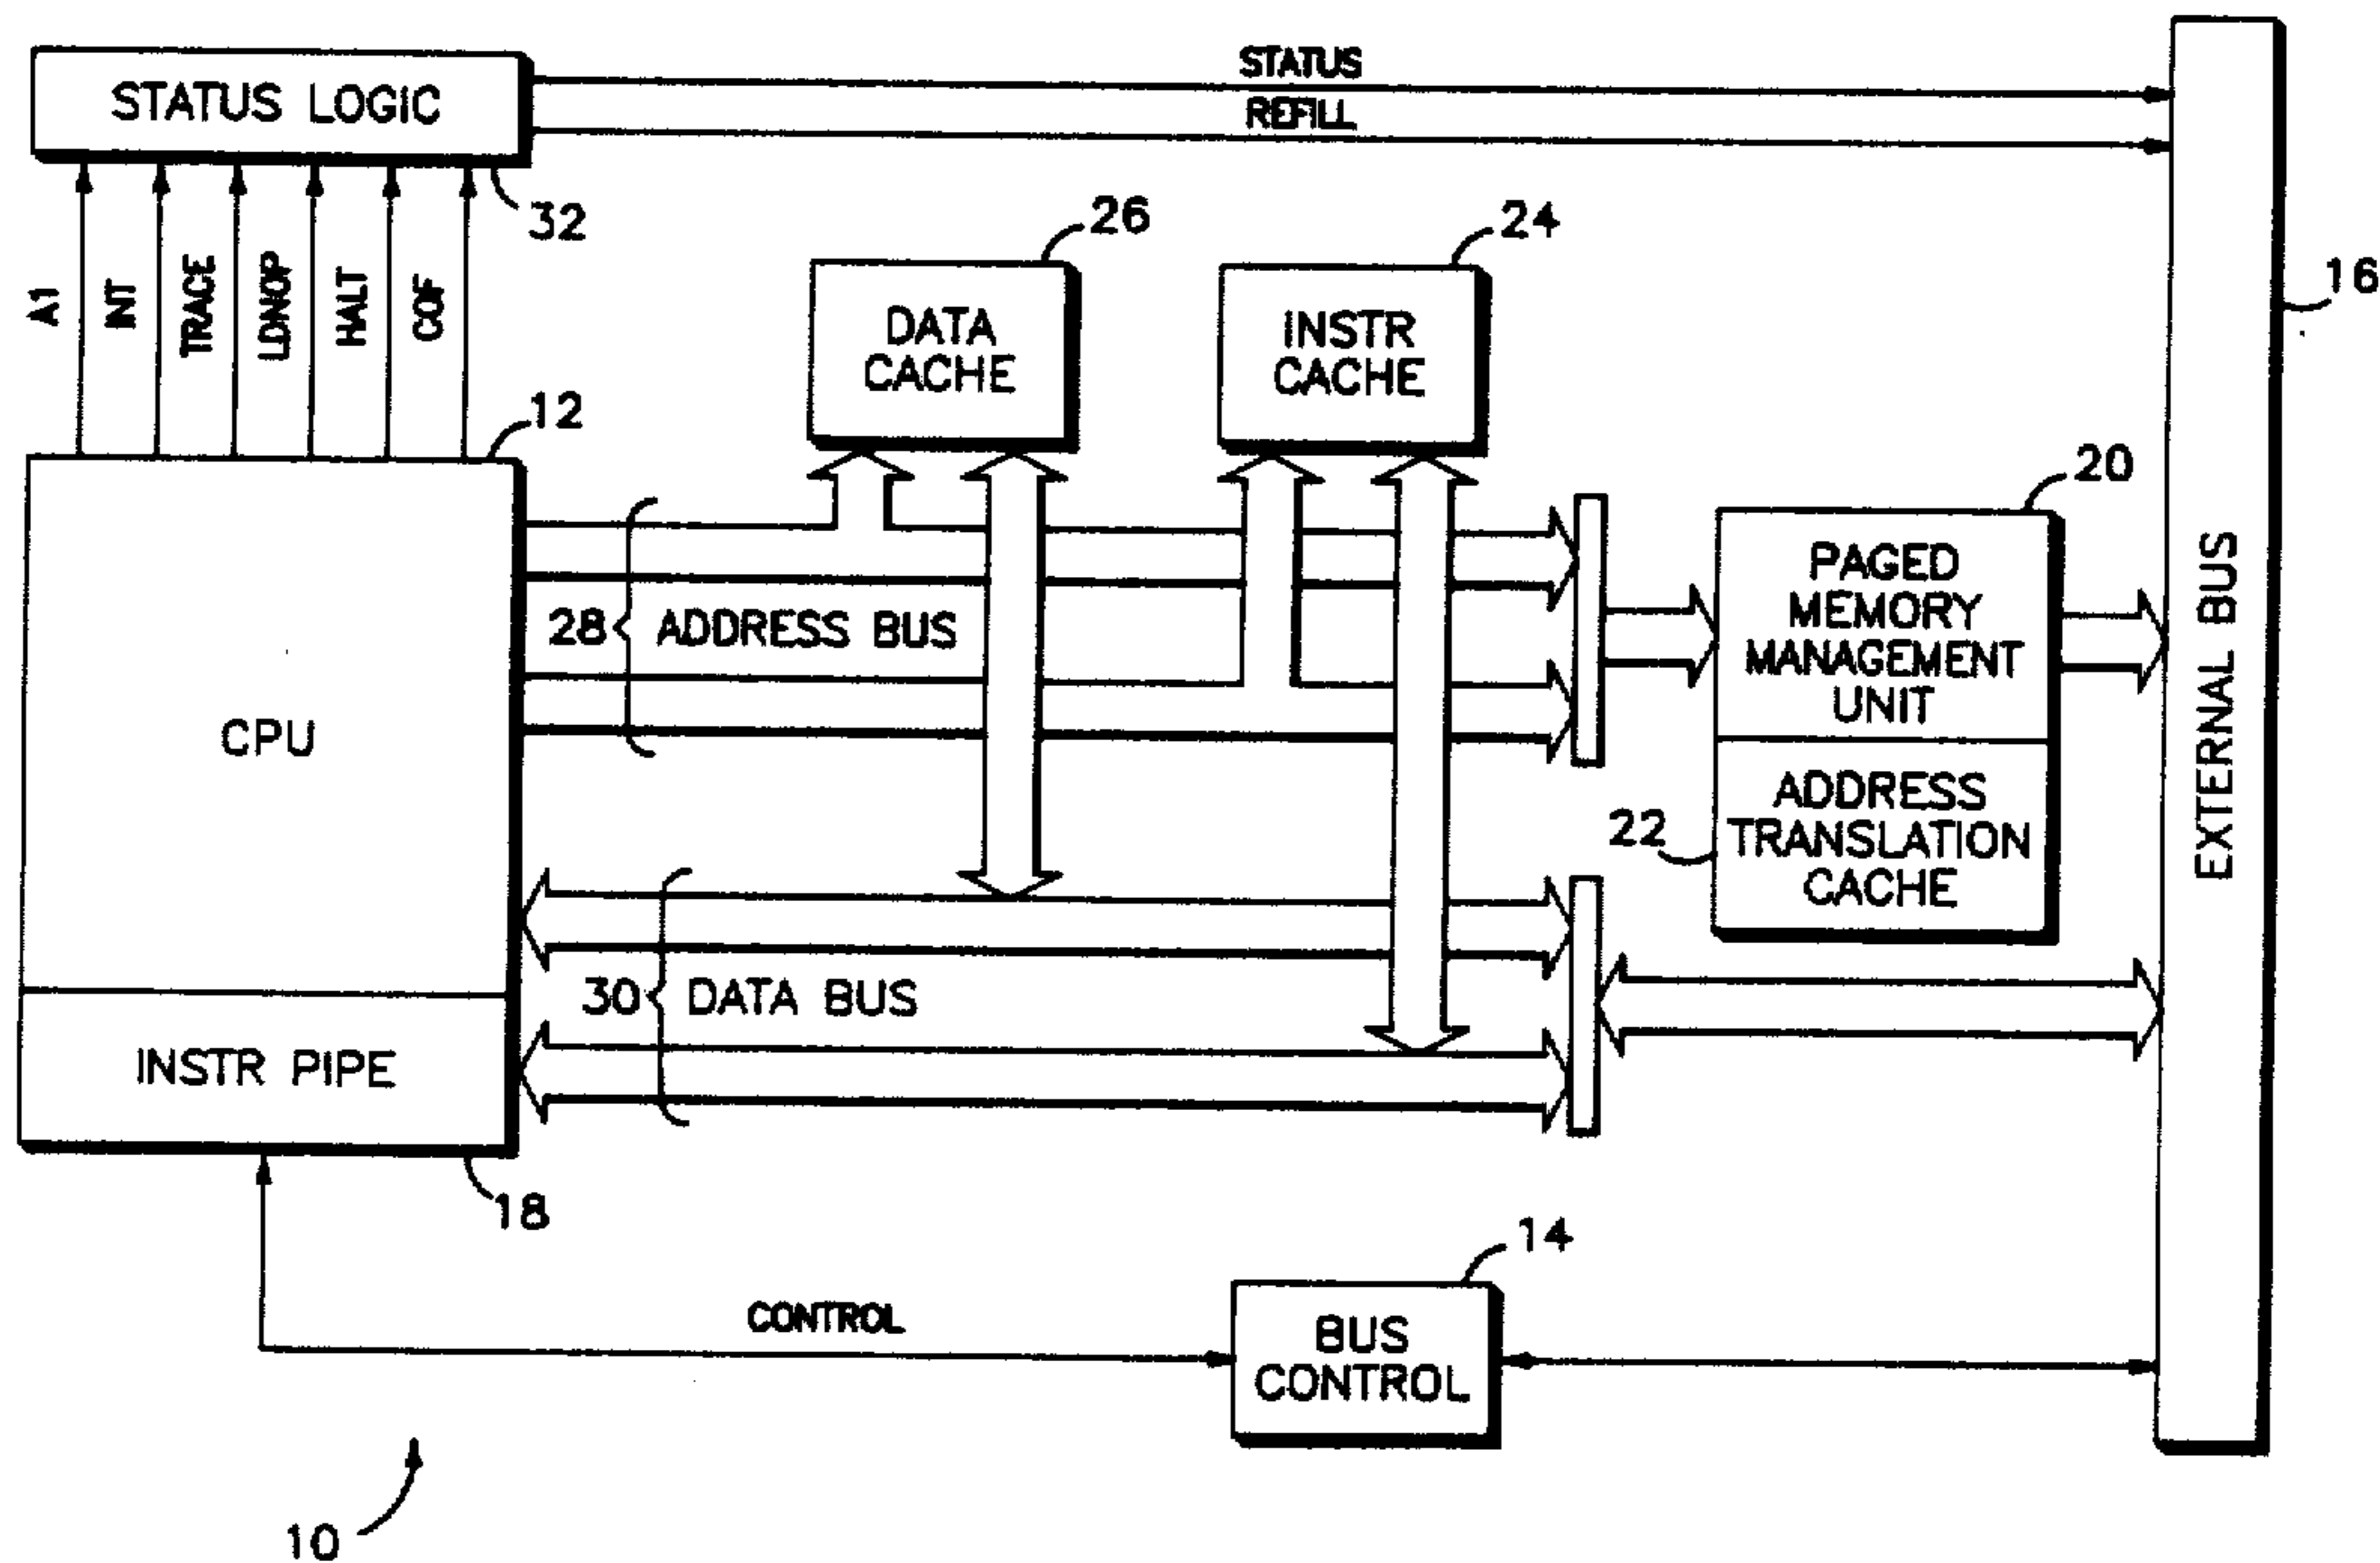 STATUS LOGIC
STATUS
REFILL
32
A1
INT
TRACE
LDNOP
HALT
COF
26
24
16
DATA
CACHE
INSTR
CACHE
12
20
28
ADDRESS BUS
PAGED
MEMORY
MANAGEMENT
UNIT
CPU
EXTERNAL BUS
22
ADDRESS
TRANSLATION
CACHE
30
DATA BUS
INSTR PIPE
18
14
CONTROL
BUS
CONTROL
10